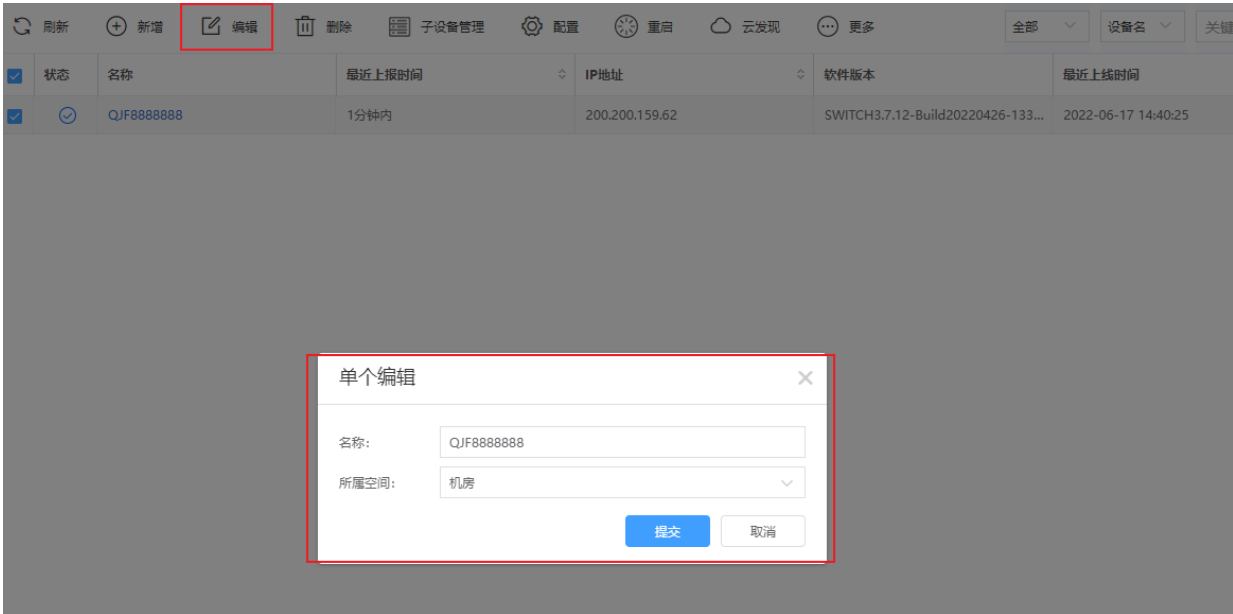 刷新 新增 编辑 删除 子设备管理 配置 重启 云发现 更多 全部 设备名 关键
状态 名称 最近上报时间 IP地址 软件版本 最近上线时间
QJF8888888 1分钟内 200.200.159.62 SWITCH3.7.12-Build20220426-133... 2022-06-17 14:40:25
单个编辑
名称: QJF8888888
所属空间: 机房
提交 取消